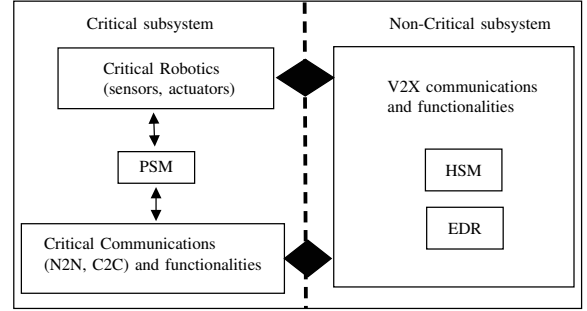 Critical subsystem
Non-Critical subsystem
Critical Robotics
(sensors, actuators)
PSM
Critical Communications
(N2N, C2C) and functionalities
V2X communications
and functionalities
HSM
EDR